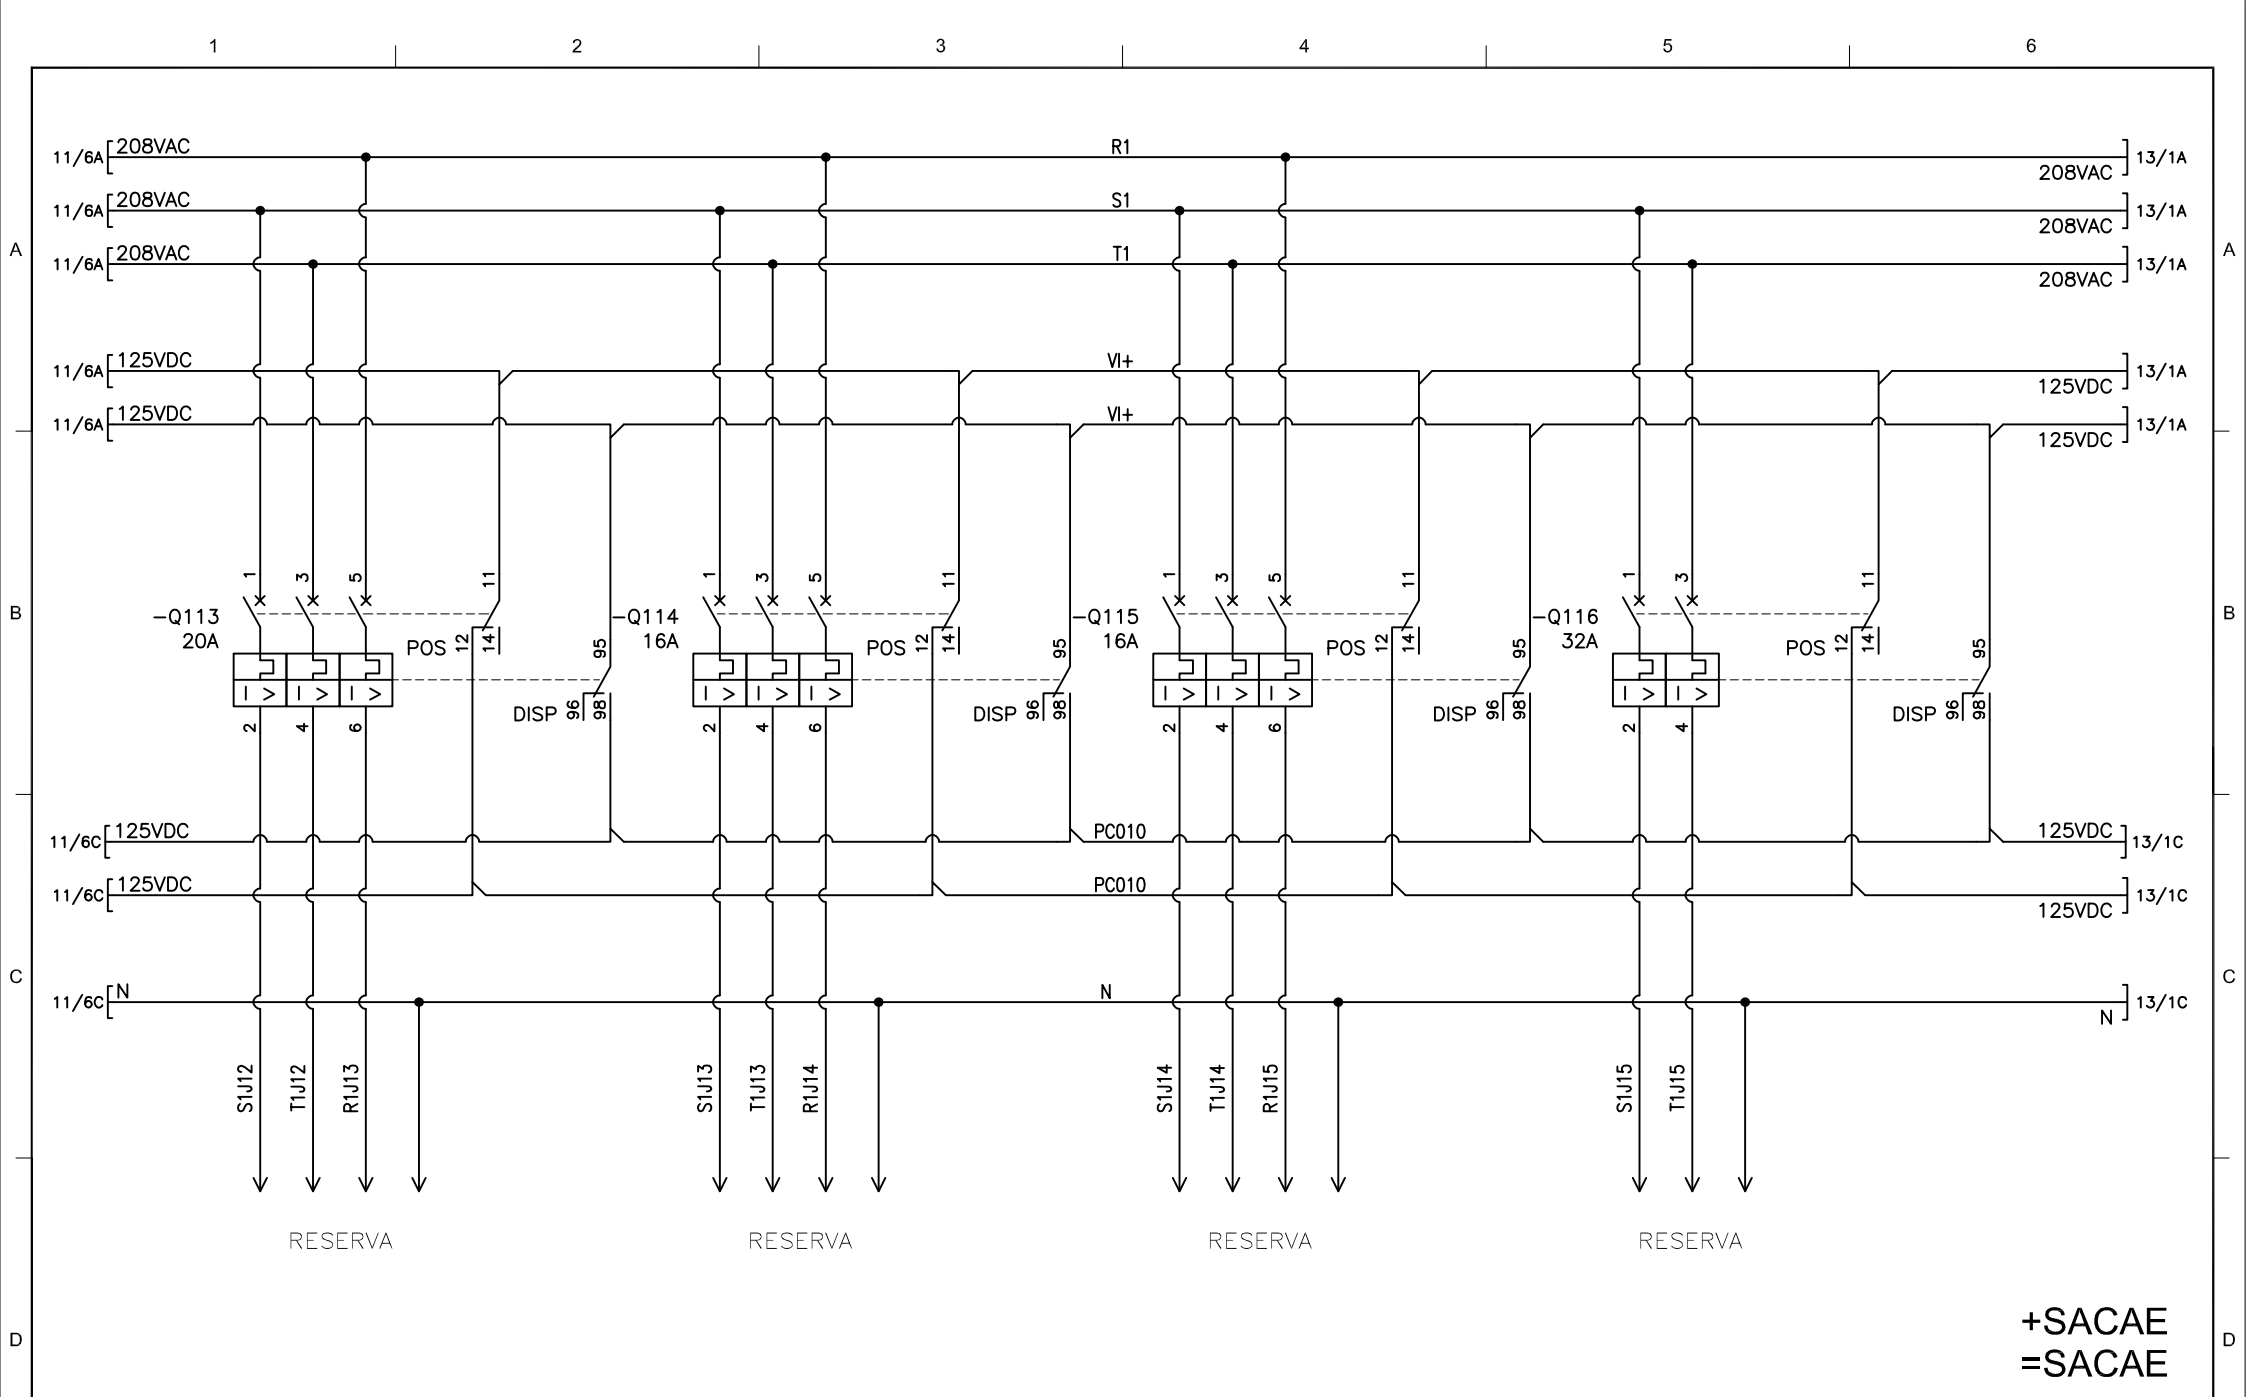 1 2 3 4 5 6
11/6A 208VAC R1 13/1A
208VAC
11/6A 208VAC S1 13/1A
208VAC
A A
11/6A 208VAC T1 13/1A
208VAC
11/6A 125VDC VI+ 13/1A
125VDC
11/6A 125VDC VI+ 13/1A
125VDC
1 3 5 11 1 3 5 11 1 3 5 11 1 3 11
B B
-Q113 -Q114 -Q115 -Q116
20A 16A 16A 32A
POS 12 14 95 POS 12 14 95 POS 12 14 95 POS 12 14 95
I > I > I > I > I > I > I > I > I > I > I >
DISP 96 98 DISP 96 98 DISP 96 98 DISP 96 98
2 4 6 2 4 6 2 4 6 2 4
11/6C 125VDC PC010 125VDC 13/1C
11/6C 125VDC PC010 13/1C
125VDC
C C
11/6C N N 13/1C
N
S1J12 T1J12 R1J13 S1J13 T1J13 R1J14 S1J14 T1J14 R1J15 S1J15 T1J15
RESERVA RESERVA RESERVA RESERVA
+SACAE
D D
=SACAE